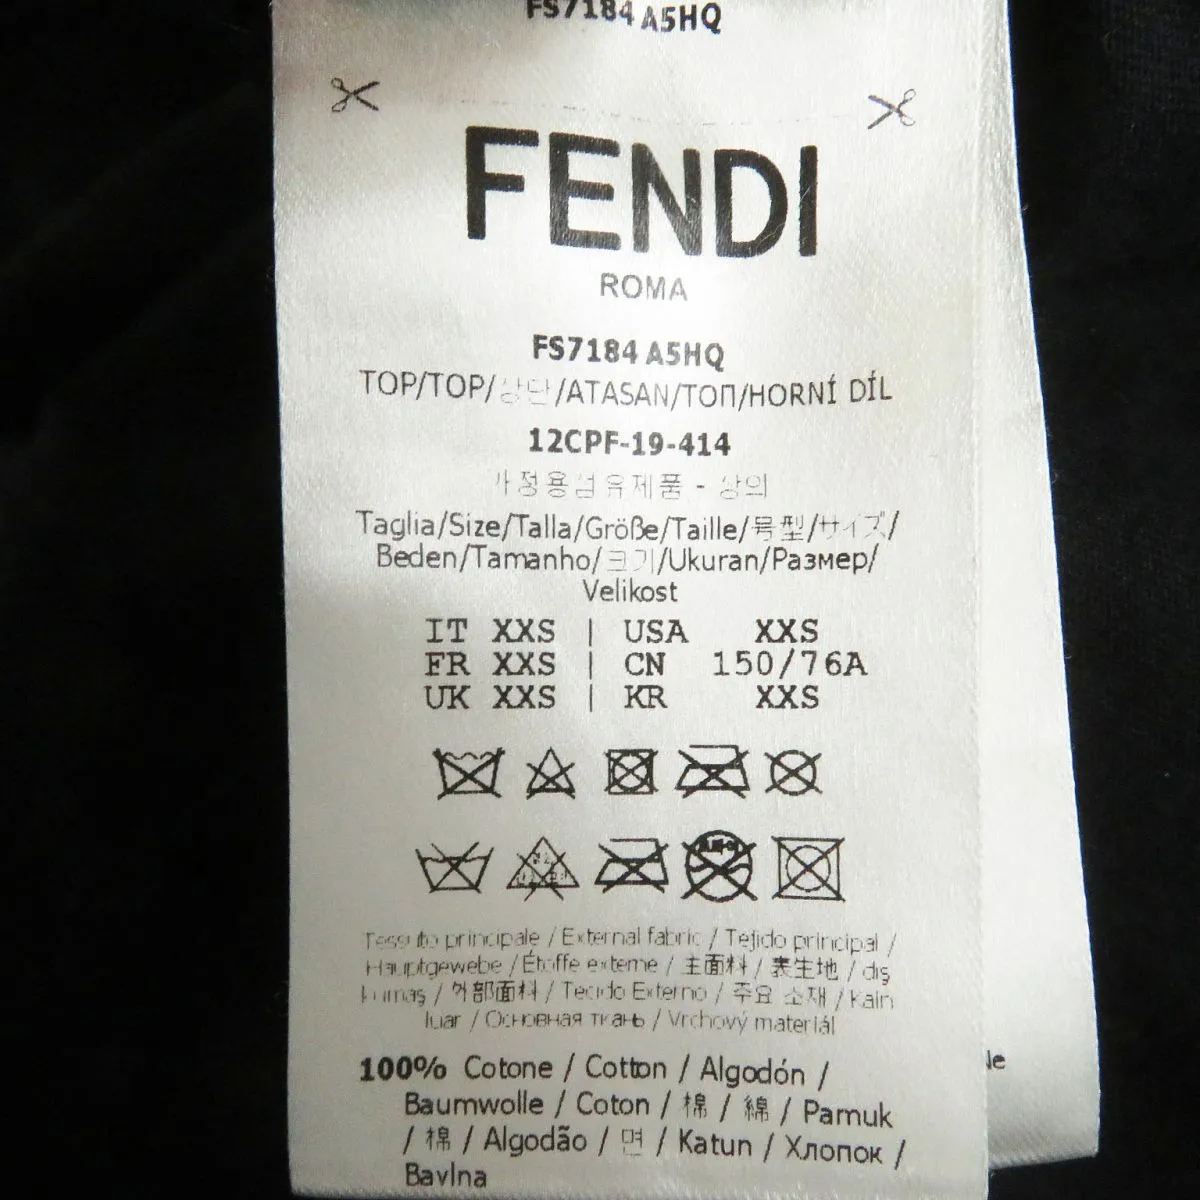 FS7184 A5HQ
FENDI
ROMA
FS7184 A5HQ
TOP/TOP/상단/ATASAN/ТОП/HORNÍ DÍL
12CPF-19-414
가정용섬유제품 - 상의
Taglia/Size/Talla/Größe/Taille/号型/サイズ/
Beden/Tamanho/크기/Ukuran/Размер/
Velikost
IT XXS | USA XXS
FR XXS | CN 150/76A
UK XXS | KR XXS
Tessuto principale / External fabric / Tejido principal /
Hauptgewebe / Étoffe externe / 主面料 / 表生地 / dış
kumaş / 外部面料 / Tecido Externo / 주요 소재 / Kain
luar / Основная ткань / Vrchový materiál
100% Cotone / Cotton / Algodón /
Baumwolle / Coton / 棉 / 綿 / Pamuk
/ 棉 / Algodão / 면 / Katun / Хлопок /
Bavlna